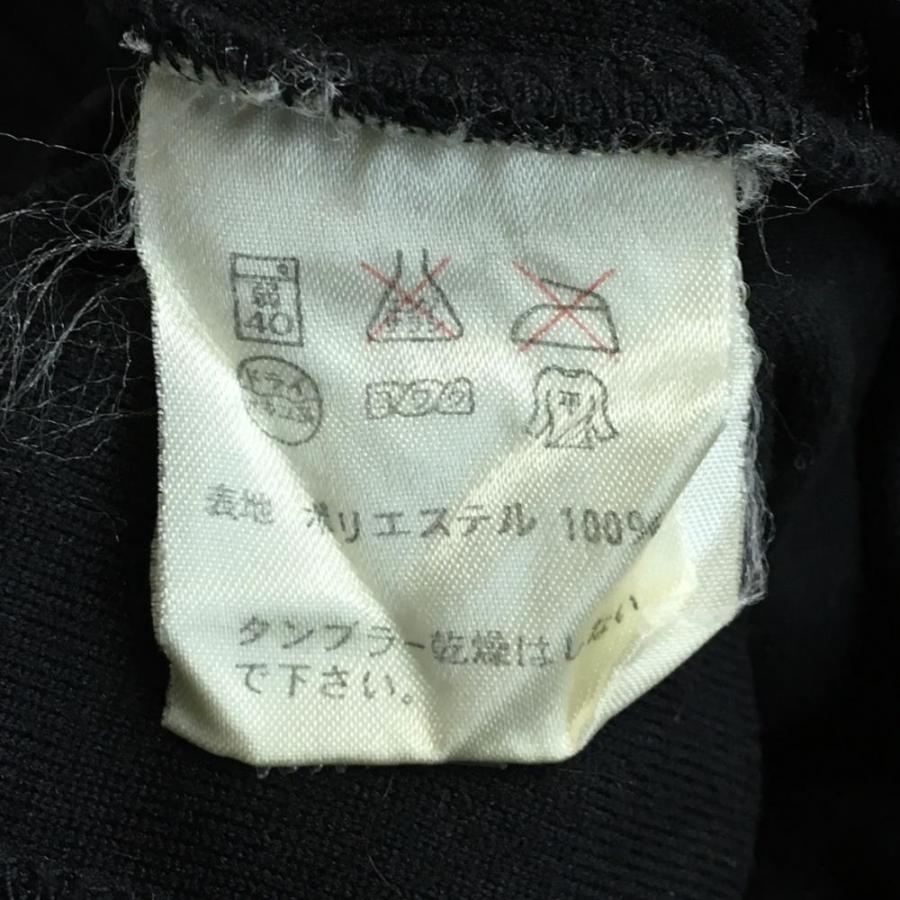 弱
40
ドライ
表地 ポリエステル 100%
タンブラー乾燥はしない
で下さい。